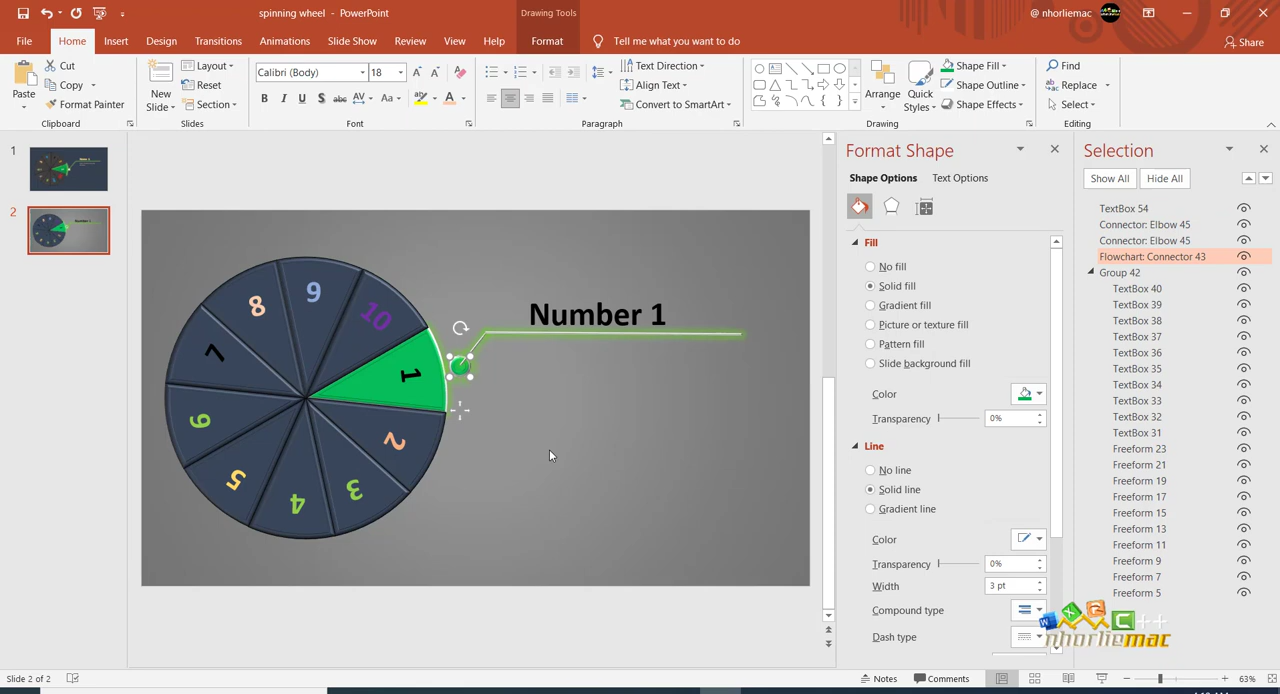 spinning wheel - PowerPoint
Drawing Tools
@ nhorliemac
File Home Insert Design Transitions Animations Slide Show Review View Help Format Tell me what you want to do Share
Paste
Cut
Copy
Format Painter
Clipboard
New Slide
Layout
Reset
Section
Slides
Calibri (Body) 18
B I U S abc AV Aa A
Font
Text Direction
Align Text
Convert to SmartArt
Paragraph
Arrange
Quick Styles
Shape Fill
Shape Outline
Shape Effects
Drawing
Find
Replace
Select
Editing
1
2
Number 1
1
2
3
4
5
6
7
8
9
10
Format Shape
Shape Options Text Options
Fill
No fill
Solid fill
Gradient fill
Picture or texture fill
Pattern fill
Slide background fill
Color
Transparency 0%
Line
No line
Solid line
Gradient line
Color
Transparency 0%
Width 3 pt
Compound type
Dash type
Selection
Show All Hide All
TextBox 54
Connector: Elbow 45
Connector: Elbow 45
Flowchart: Connector 43
Group 42
TextBox 40
TextBox 39
TextBox 38
TextBox 37
TextBox 36
TextBox 35
TextBox 34
TextBox 33
TextBox 32
TextBox 31
Freeform 23
Freeform 21
Freeform 19
Freeform 17
Freeform 15
Freeform 13
Freeform 11
Freeform 9
Freeform 7
Freeform 5
nhorliemac
Slide 2 of 2
Notes Comments 63%